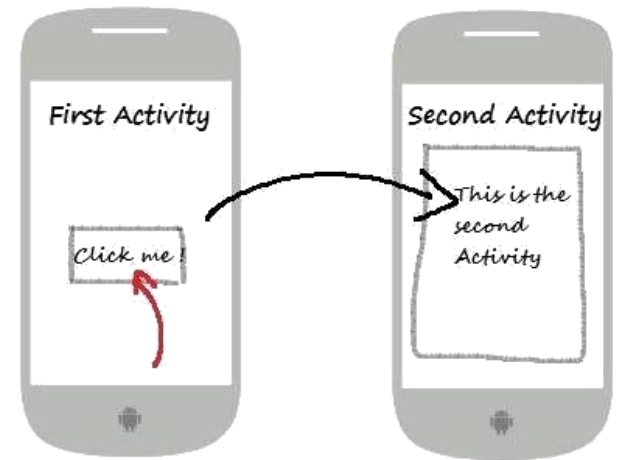 First Activity
Click me !
Second Activity
This is the
second
Activity